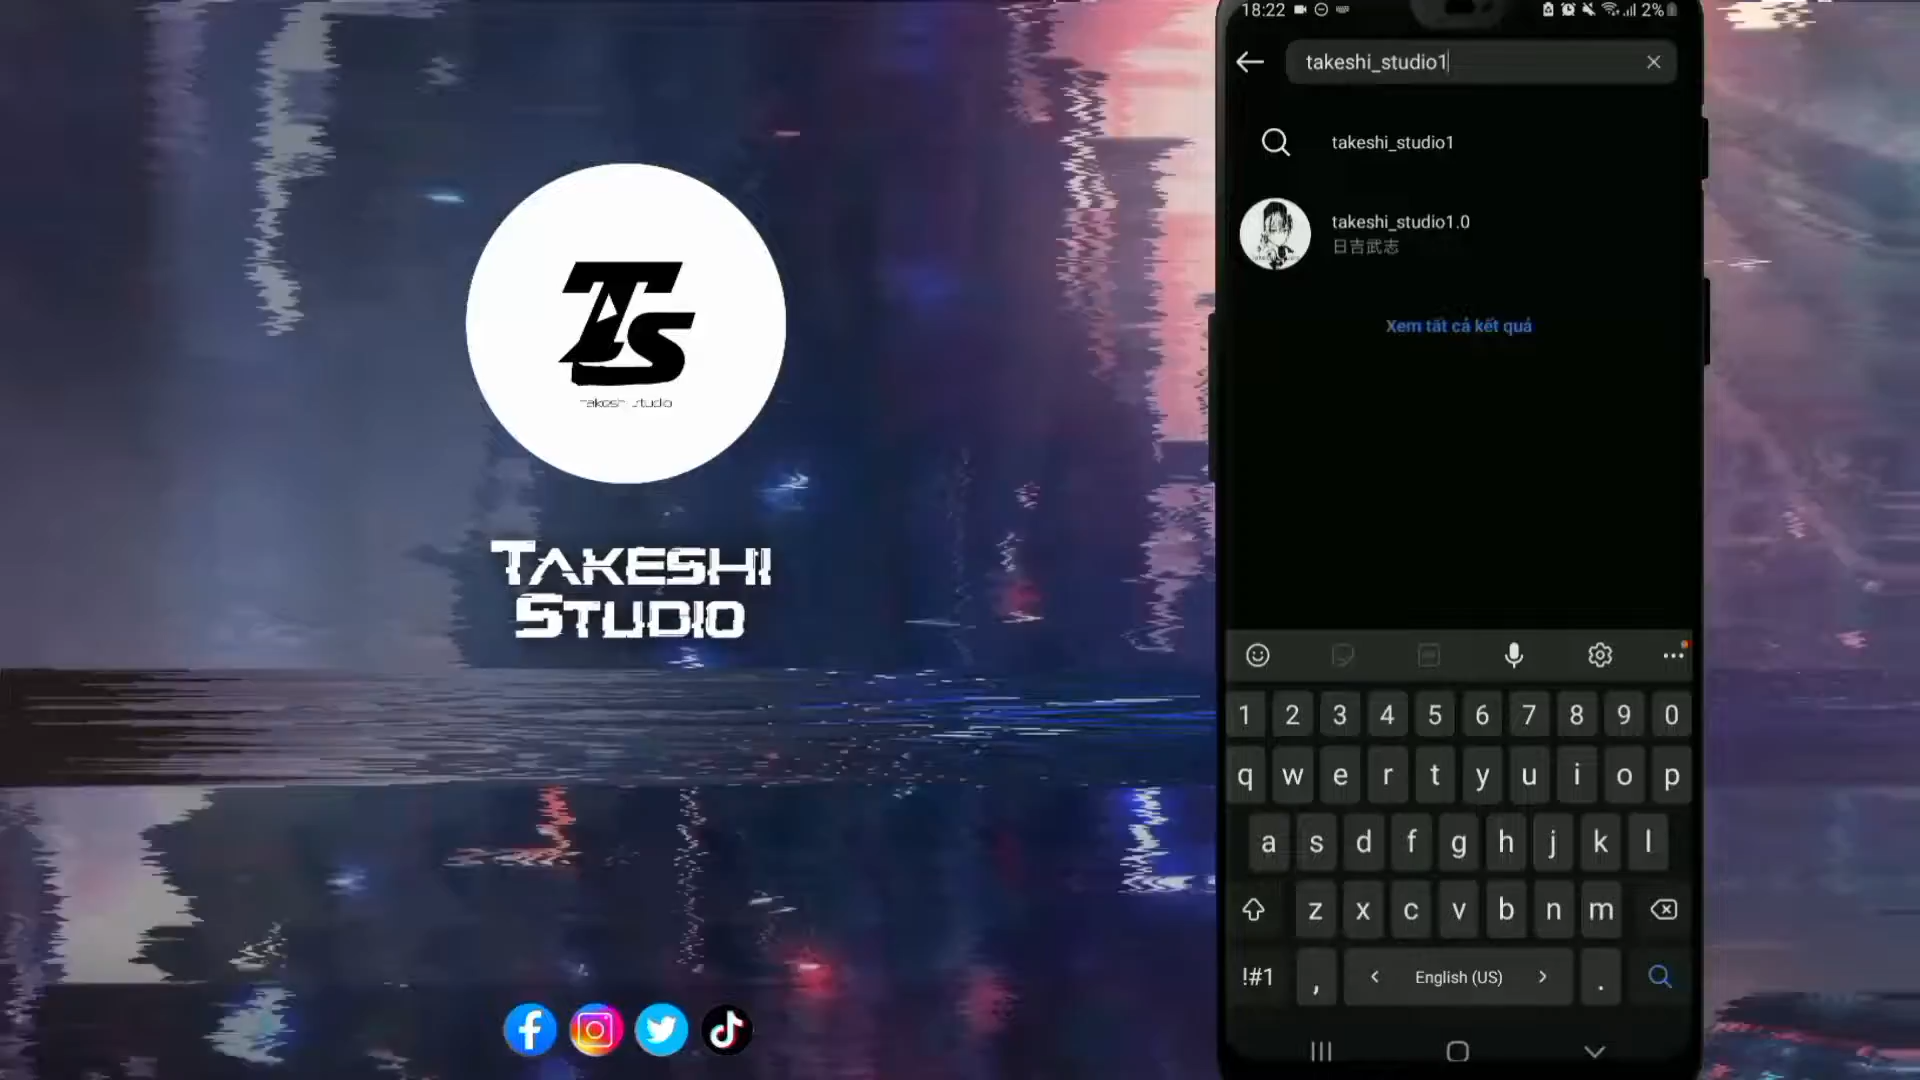 TS
takeshi studio
TAKESHI
STUDIO
18:22
2%
takeshi_studio1
takeshi_studio1
takeshi_studio1.0
日吉武志
Xem tất cả kết quả
1 2 3 4 5 6 7 8 9 0
q w e r t y u i o p
a s d f g h j k l
z x c v b n m
!#1 , < English (US) > .